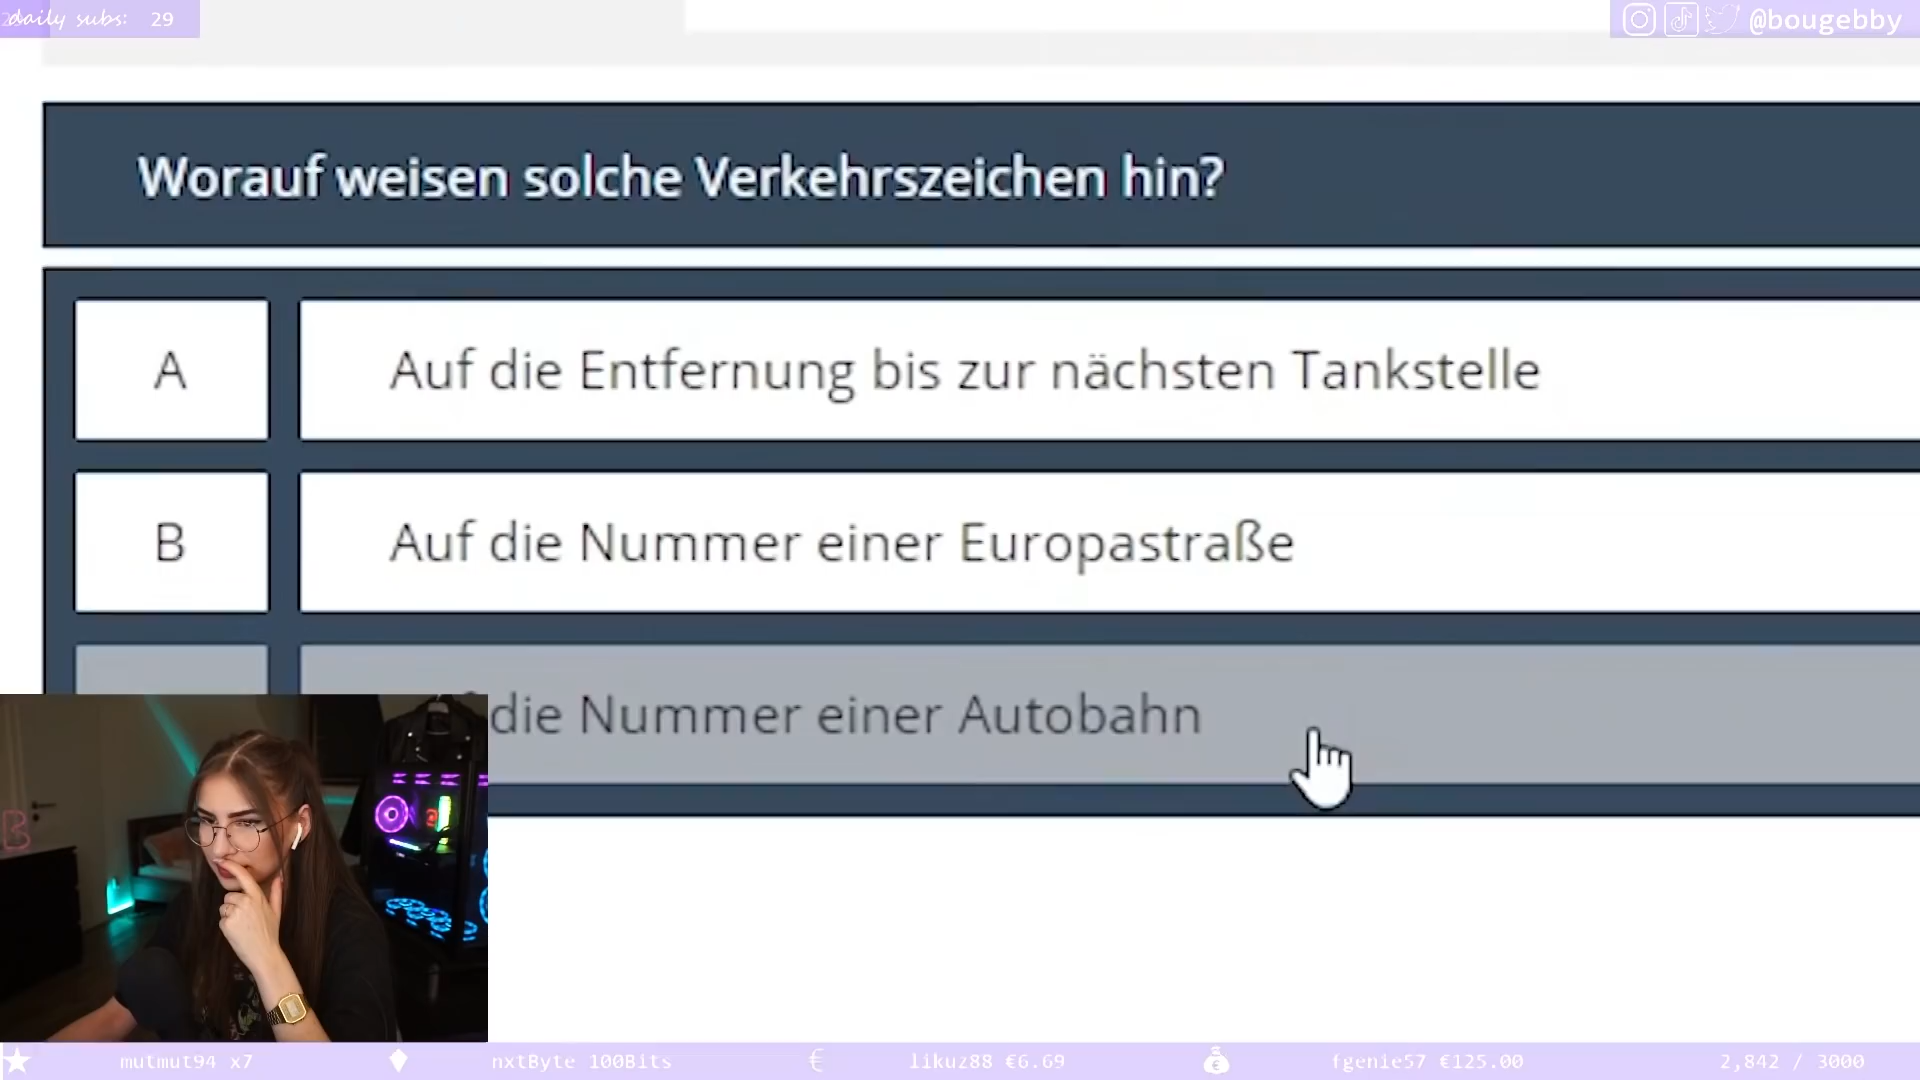 daily subs: 29
@bougebby
Worauf weisen solche Verkehrszeichen hin?
A
Auf die Entfernung bis zur nächsten Tankstelle
B
Auf die Nummer einer Europastraße
die Nummer einer Autobahn
B
mutmut94 x7
nxtByte 100Bits
likuz88 €6.69
fgenie57 €125.00
2,842 / 3000